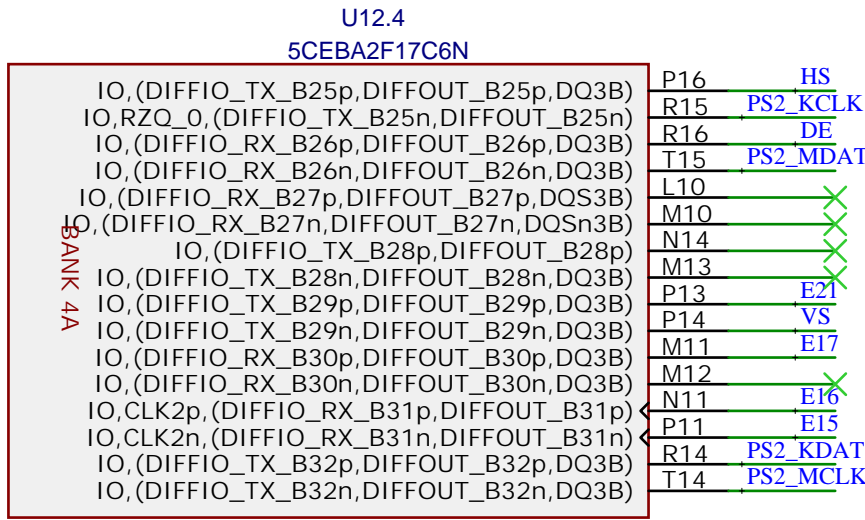 U12.4
5CEBA2F17C6N
BANK 4A
IO,(DIFFIO_TX_B25p,DIFFOUT_B25p,DQ3B) P16 HS
IO,RZQ_0,(DIFFIO_TX_B25n,DIFFOUT_B25n) R15 PS2_KCLK
IO,(DIFFIO_RX_B26p,DIFFOUT_B26p,DQ3B) R16 DE
IO,(DIFFIO_RX_B26n,DIFFOUT_B26n,DQ3B) T15 PS2_MDAT
IO,(DIFFIO_RX_B27p,DIFFOUT_B27p,DQS3B) L10
IO,(DIFFIO_RX_B27n,DIFFOUT_B27n,DQSn3B) M10
IO,(DIFFIO_TX_B28p,DIFFOUT_B28p) N14
IO,(DIFFIO_TX_B28n,DIFFOUT_B28n,DQ3B) M13
IO,(DIFFIO_TX_B29p,DIFFOUT_B29p,DQ3B) P13 E21
IO,(DIFFIO_TX_B29n,DIFFOUT_B29n,DQ3B) P14 VS
IO,(DIFFIO_RX_B30p,DIFFOUT_B30p,DQ3B) M11 E17
IO,(DIFFIO_RX_B30n,DIFFOUT_B30n,DQ3B) M12
IO,CLK2p,(DIFFIO_RX_B31p,DIFFOUT_B31p) N11 E16
IO,CLK2n,(DIFFIO_RX_B31n,DIFFOUT_B31n) P11 E15
IO,(DIFFIO_TX_B32p,DIFFOUT_B32p,DQ3B) R14 PS2_KDAT
IO,(DIFFIO_TX_B32n,DIFFOUT_B32n,DQ3B) T14 PS2_MCLK